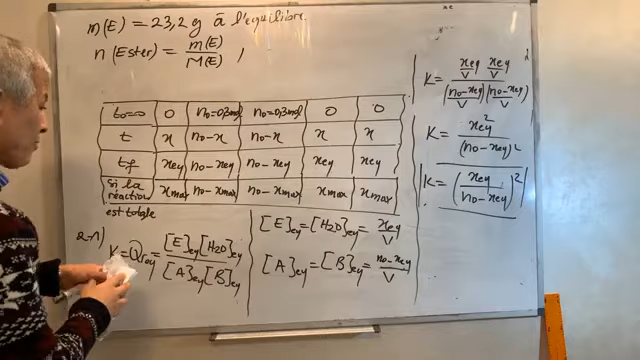 m(E) = 23,2 g à l'équilibre.
n(Ester) = m(E)/M(E) ,
t₀=0 | 0 | n₀=0,3mol | n₀=0,3mol | 0 | 0
t | x | n₀-x | n₀-x | x | x
tf | xeq | n₀-xeq | n₀-xeq | xeq | xeq
Si la réaction est totale | xmax | n₀-xmax | n₀-xmax | xmax | xmax
2-1) K = Qr,eq = [E]eq[H2O]eq / [A]eq[B]eq
[E]eq = [H2O]eq = xeq/V
[A]eq = [B]eq = n₀-xeq/V
K = (xeq/V xeq/V) / ((n₀-xeq)/V (n₀-xeq)/V)
K = xeq² / (n₀-xeq)²
K = (xeq / n₀-xeq)²